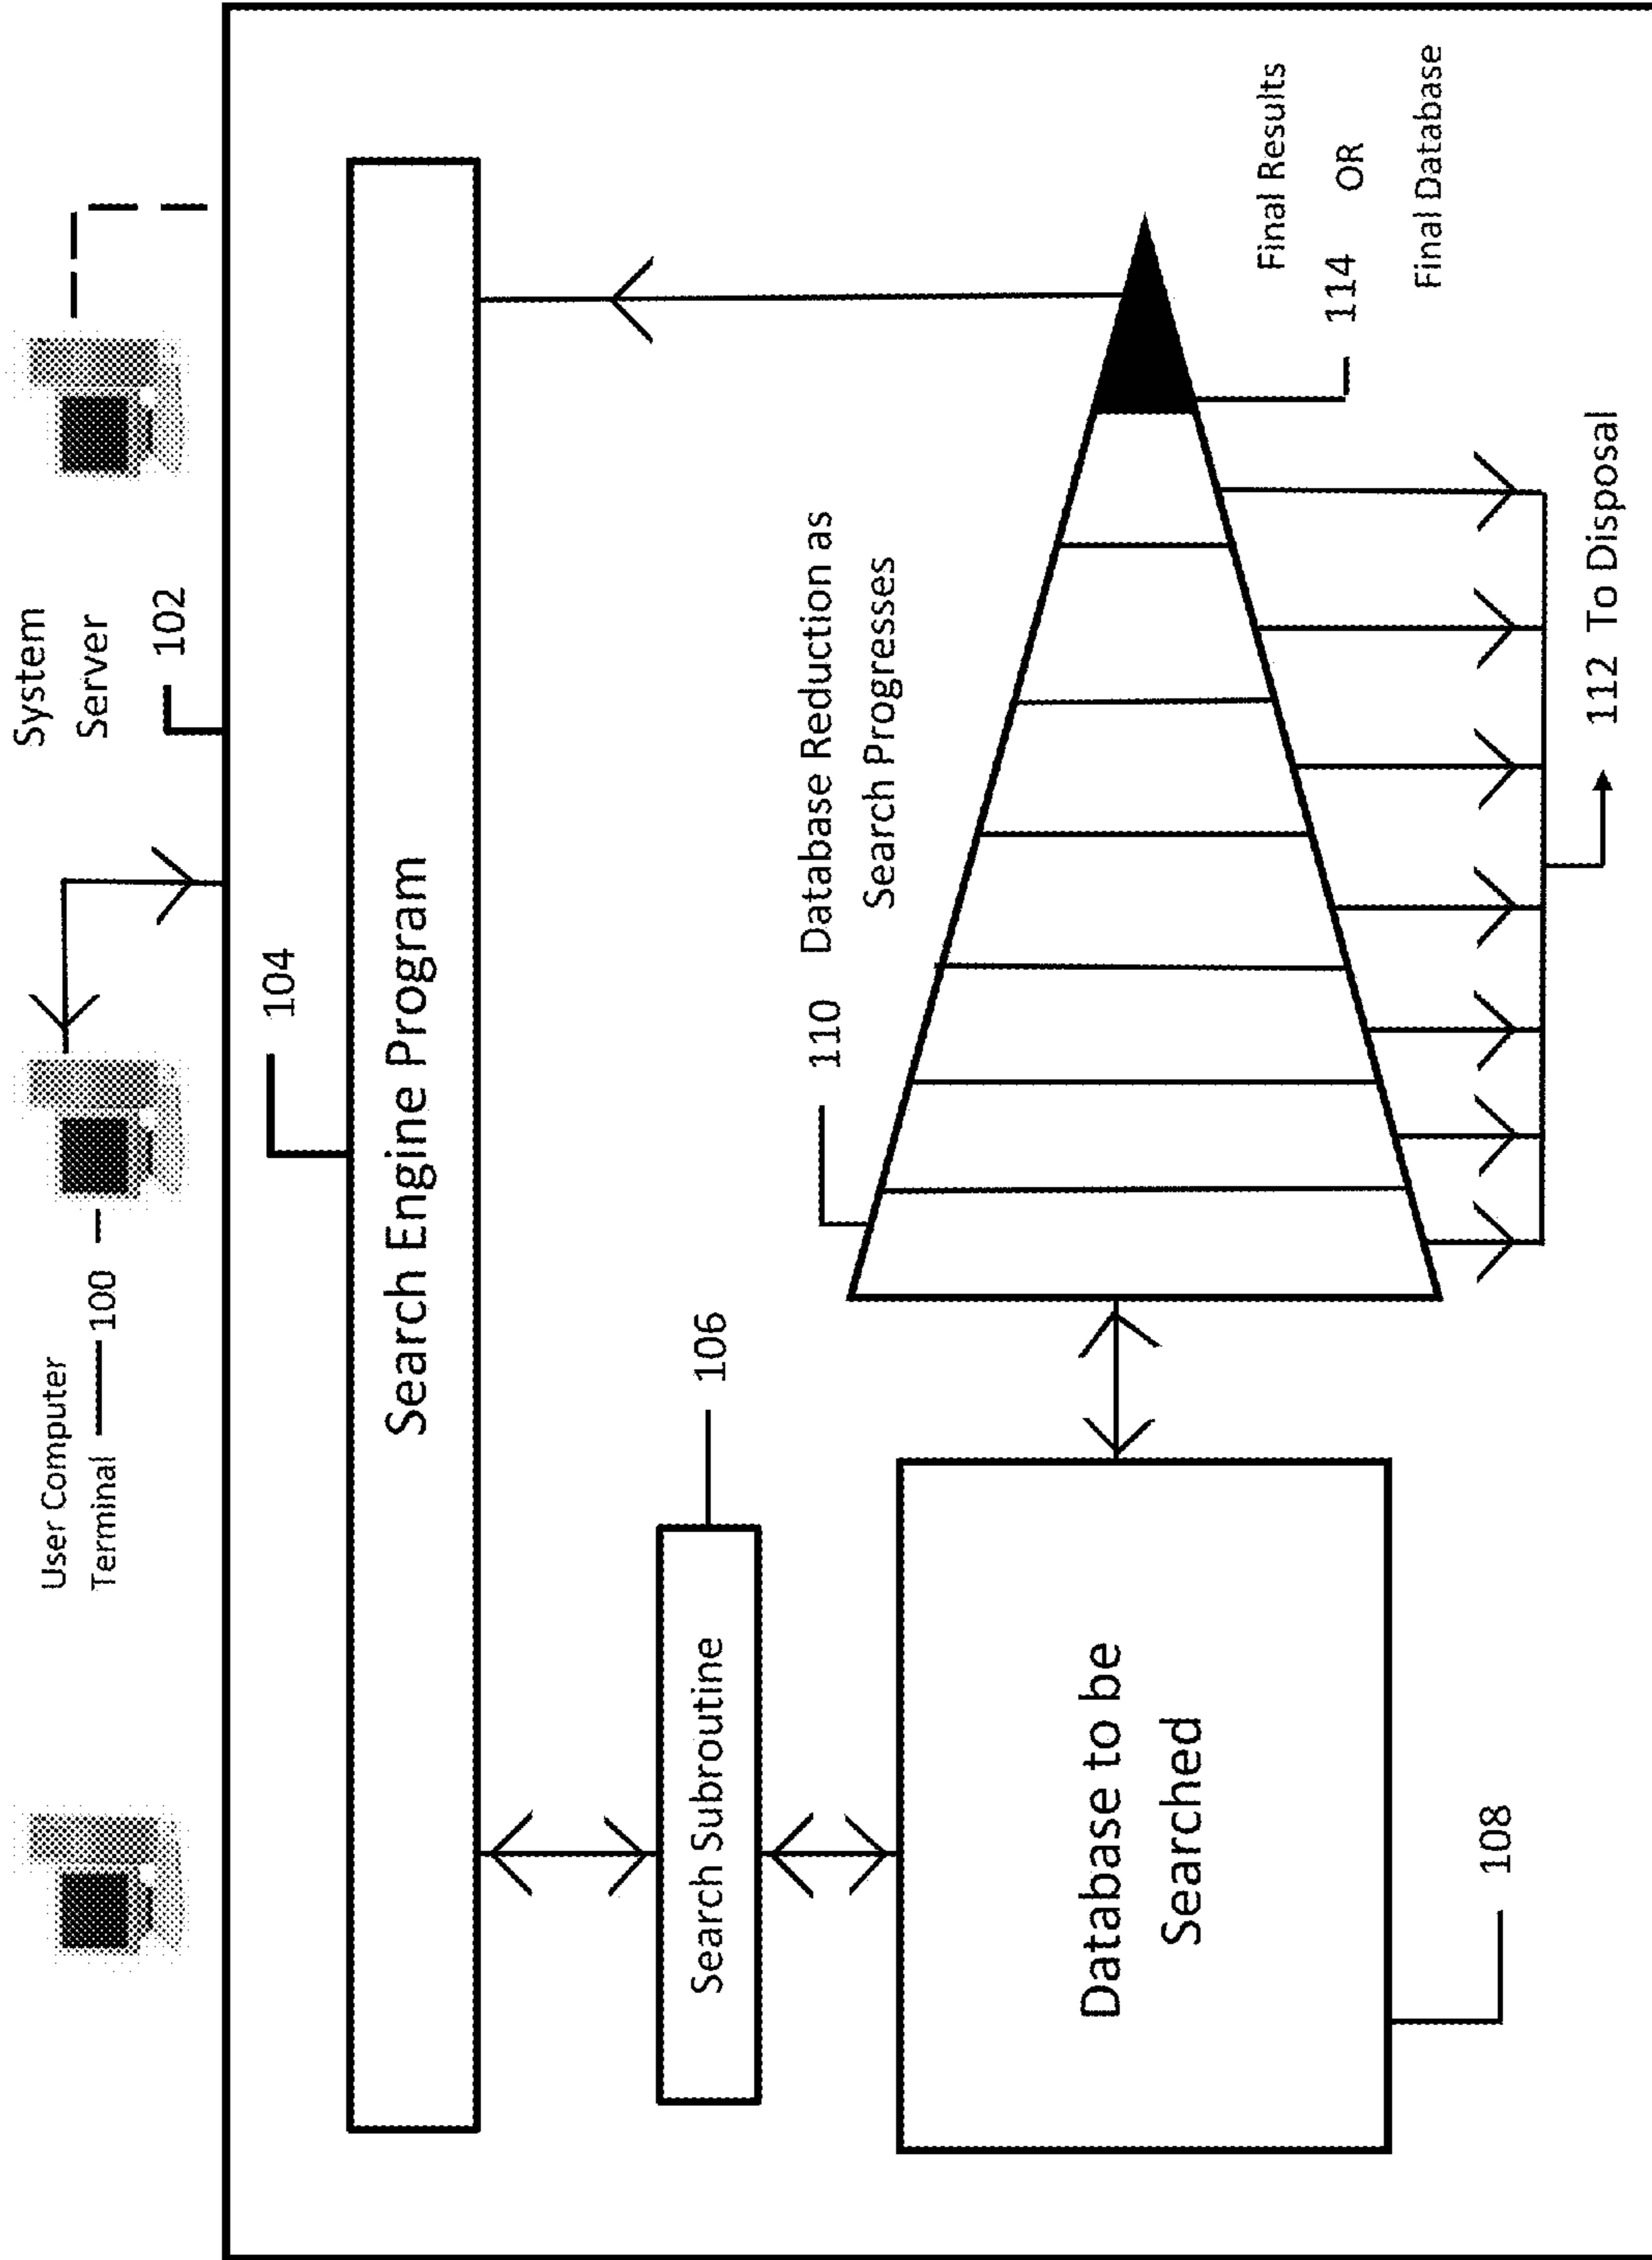 User Computer
Terminal 100
System
Server
102
104
Search Engine Program
Search Subroutine
106
Database to be
Searched
108
110 Database Reduction as
Search Progresses
Final Results
114 OR
Final Database
112 To Disposal